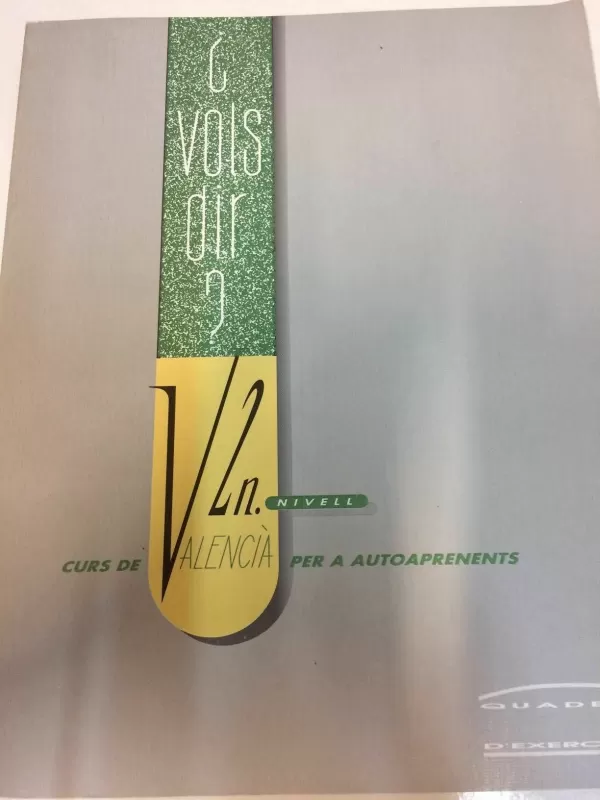 ¿
vols
dir
?
2n. NIVELL
CURS DE VALENCIÀ PER A AUTOAPRENENTS